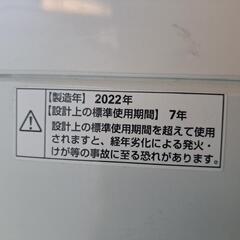 【製造年】2022年
【設計上の標準使用期間】7年
設計上の標準使用期間を超えて使用
されますと、経年劣化による発火・
けが等の事故に至る恐れがあります。